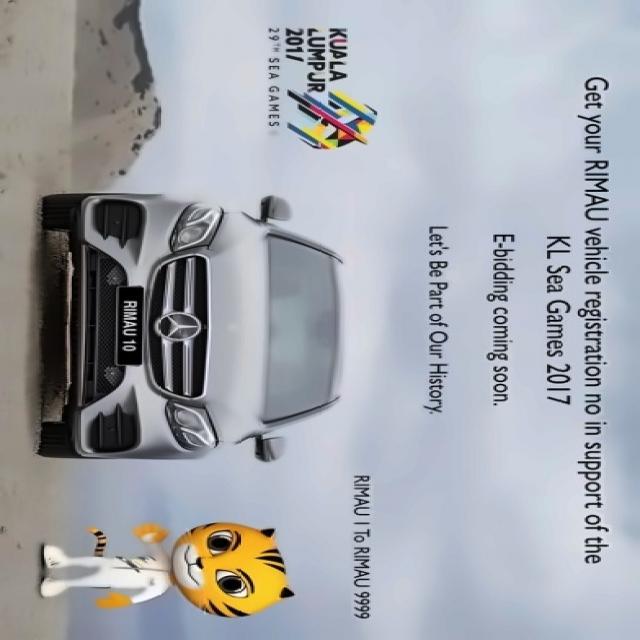 Get your RIMAU vehicle registration no in support of the
KL Sea Games 2017
E-bidding coming soon.
Let's Be Part of Our History.
KUALA
LUMPUR
2017
29TH SEA GAMES
RIMAU 1 To RIMAU 9999
RIMAU 10